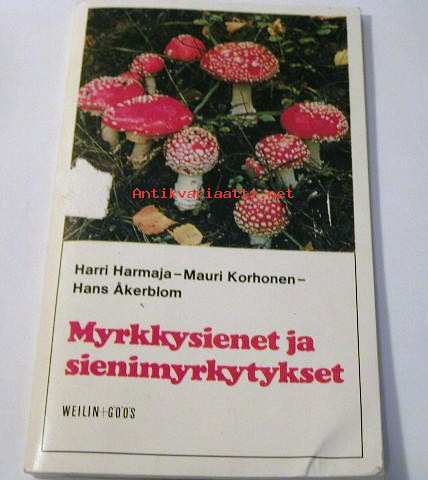 Antikvariaatti.net
Harri Harmaja – Mauri Korhonen –
Hans Åkerblom
Myrkkysienet ja
sienimyrkytykset
WEILIN+GÖÖS